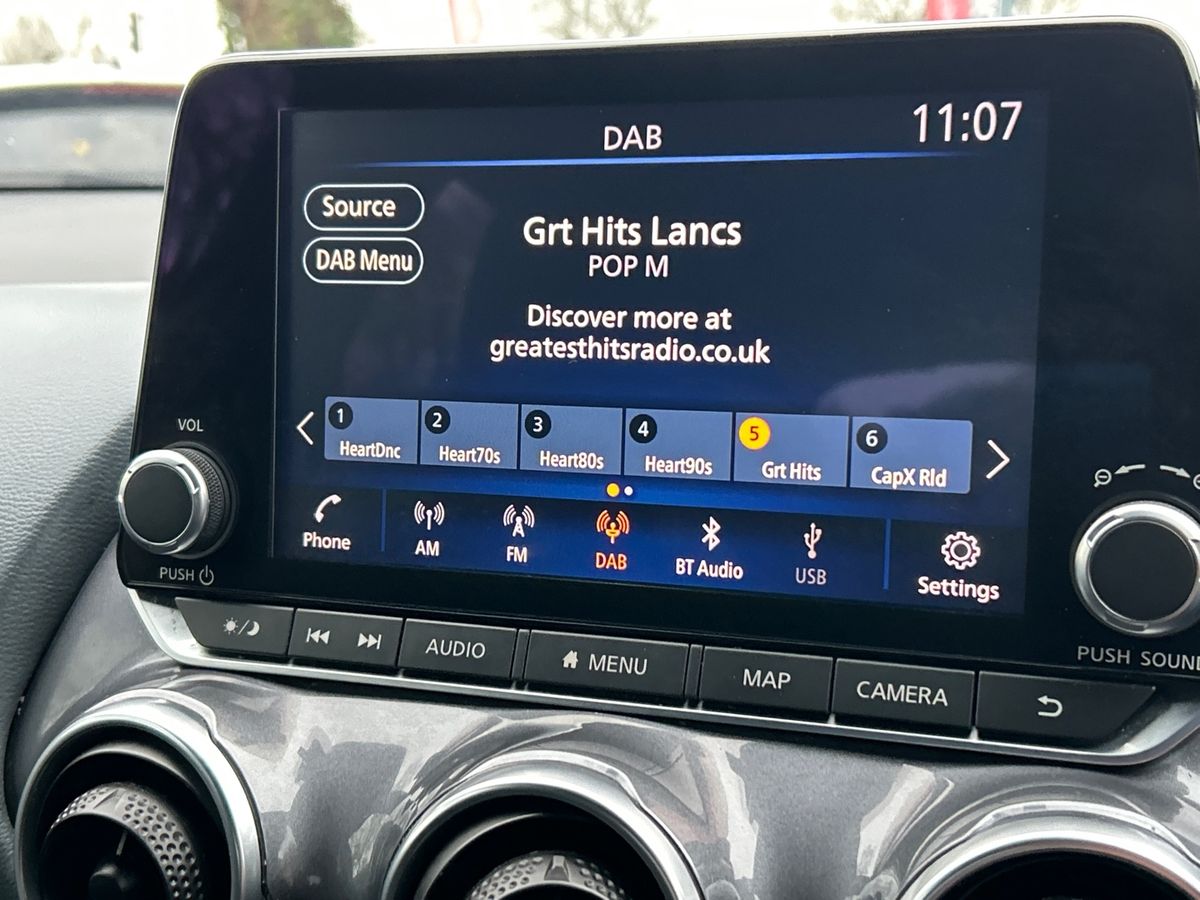 DAB
11:07
Source
DAB Menu
Grt Hits Lancs
POP M
Discover more at
greatesthitsradio.co.uk
1 HeartDnc
2 Heart70s
3 Heart80s
4 Heart90s
5 Grt Hits
6 CapX Rld
Phone
AM
FM
DAB
BT Audio
USB
Settings
VOL
PUSH
PUSH SOUN
AUDIO
MENU
MAP
CAMERA